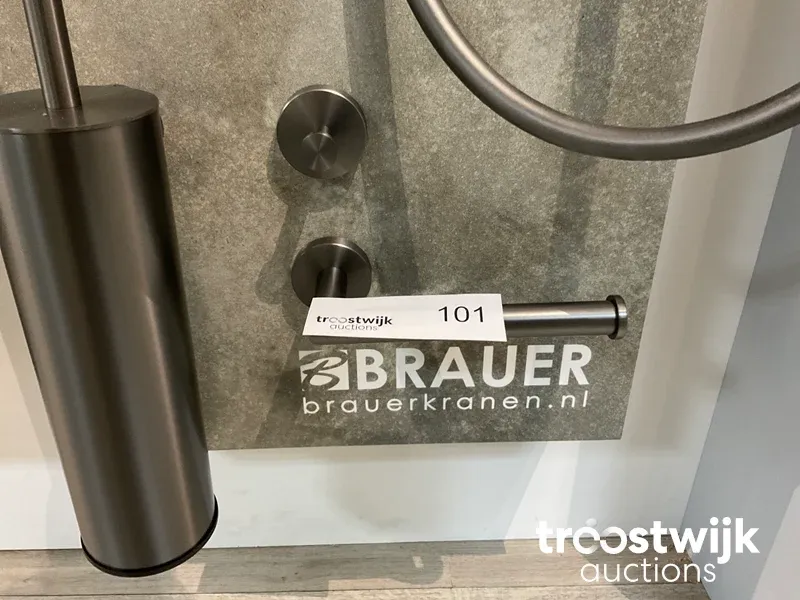 troostwijk
auctions
101
BRAUER
brauerkranen.nl
troostwijk
auctions